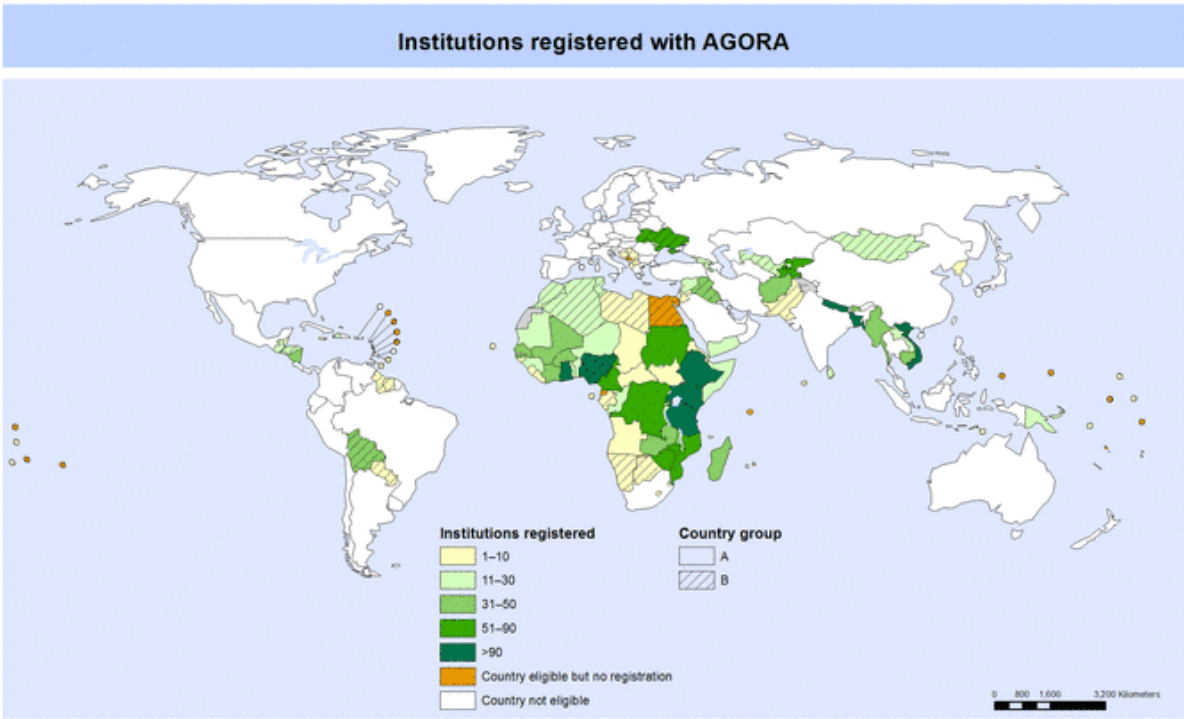 Institutions registered with AGORA
Institutions registered
1–10
11–30
31–50
51–90
>90
Country eligible but no registration
Country not eligible
Country group
A
B
0 800 1,600 3,200 Kilometers